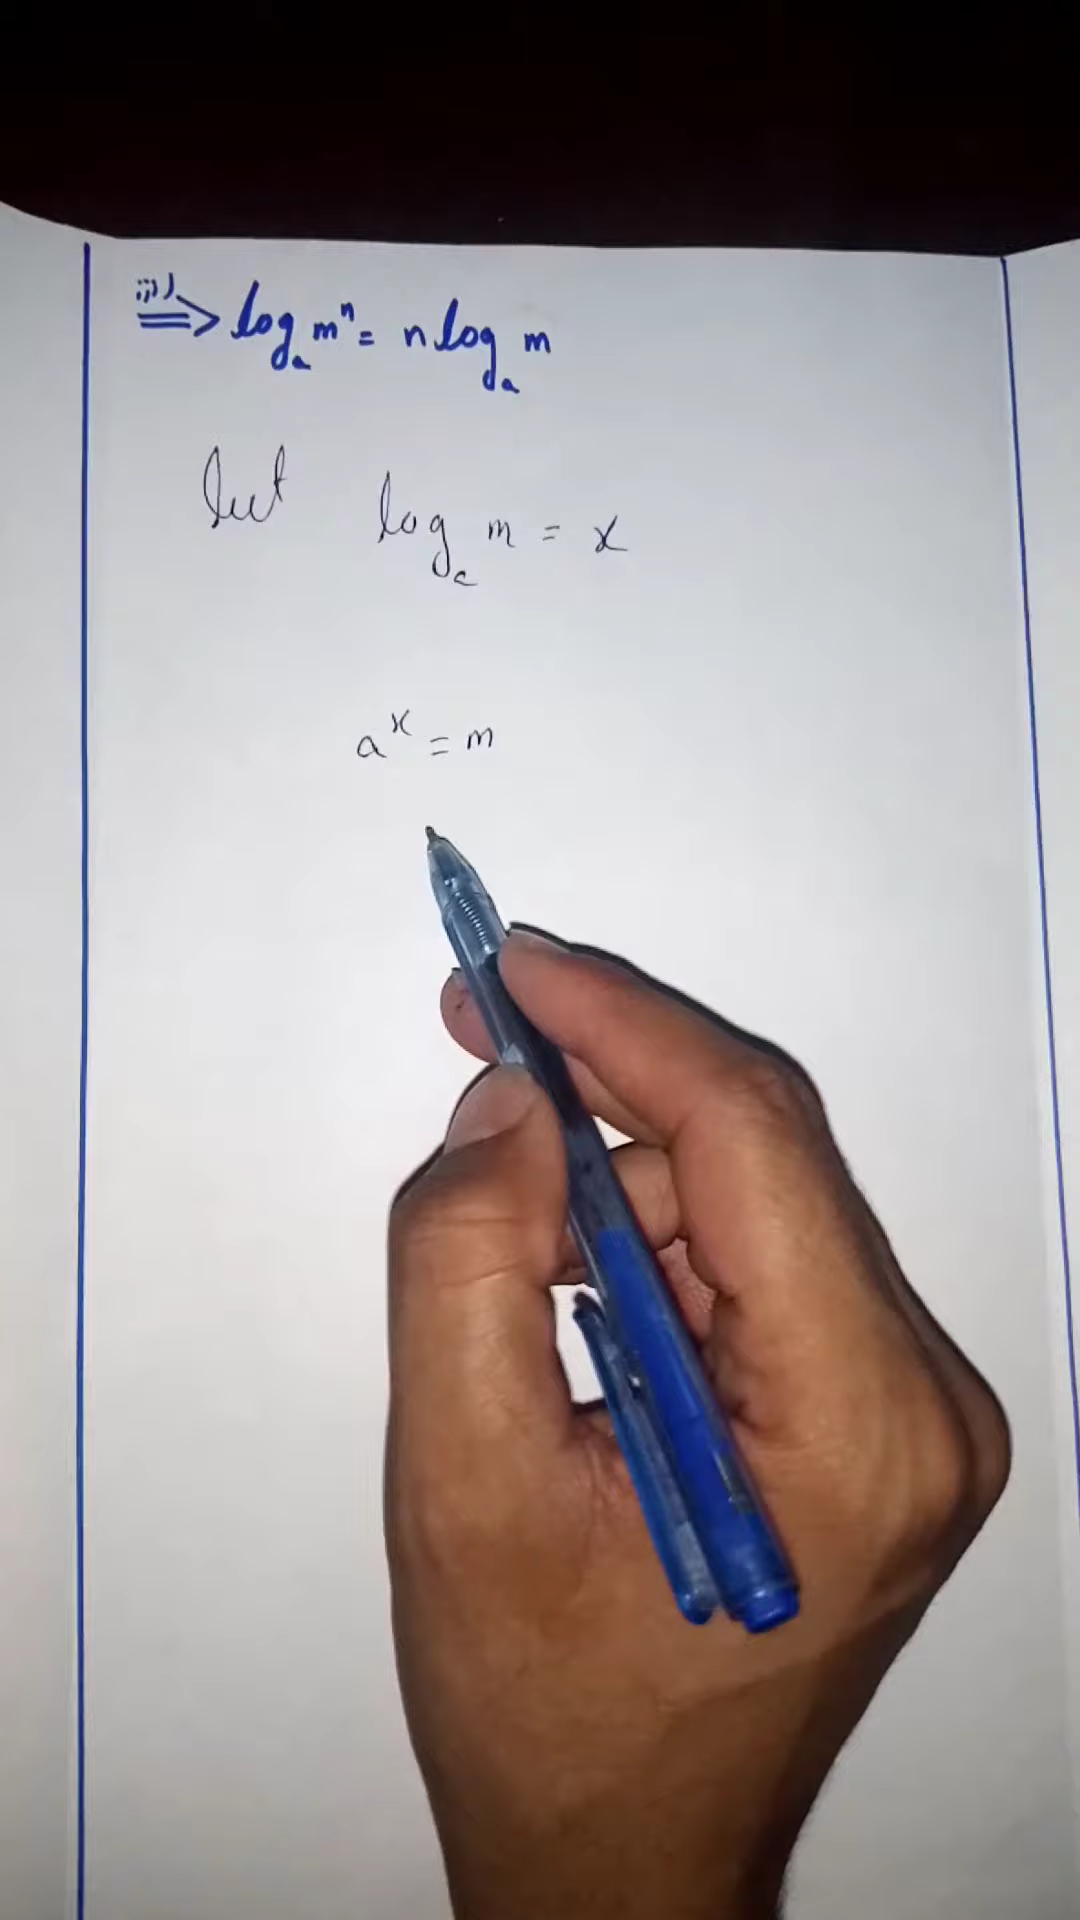 iii) ⇒ logₐ mⁿ = n logₐ m
let logₐ m = x
aˣ = m